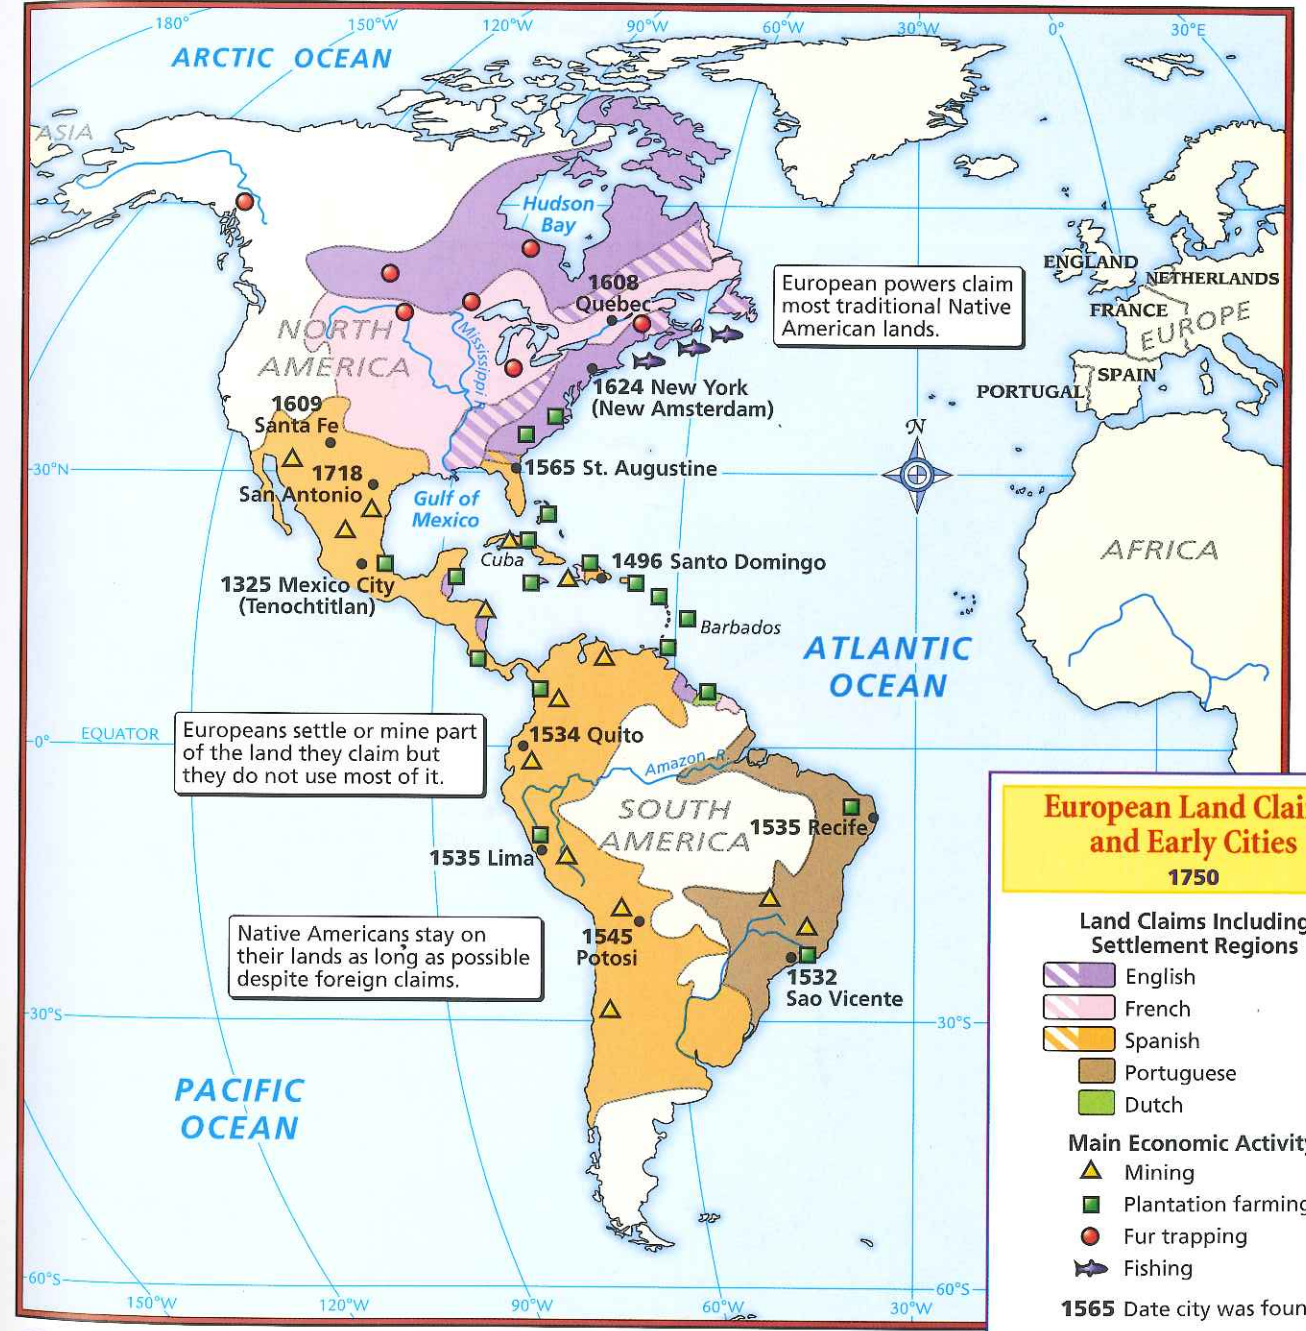 180°
150°W
120°W
90°W
60°W
30°W
0°
30°E
ARCTIC OCEAN
ASIA
Hudson
Bay
ENGLAND
NETHERLANDS
FRANCE
EUROPE
SPAIN
PORTUGAL
1608
Quebec
European powers claim
most traditional Native
American lands.
NORTH
AMERICA
Mississippi R.
1624 New York
(New Amsterdam)
1609
Santa Fe
N
30°N
1718
San Antonio
1565 St. Augustine
Gulf of
Mexico
Cuba
1496 Santo Domingo
AFRICA
1325 Mexico City
(Tenochtitlan)
Barbados
ATLANTIC
OCEAN
0°
EQUATOR
Europeans settle or mine part
of the land they claim but
they do not use most of it.
1534 Quito
Amazon R.
SOUTH
AMERICA
1535 Recife
1535 Lima
Native Americans stay on
their lands as long as possible
despite foreign claims.
1545
Potosi
1532
Sao Vicente
30°S
30°S
PACIFIC
OCEAN
60°S
60°S
150°W
120°W
90°W
60°W
30°W
European Land Clai
and Early Cities
1750
Land Claims Including
Settlement Regions
English
French
Spanish
Portuguese
Dutch
Main Economic Activity
Mining
Plantation farming
Fur trapping
Fishing
1565 Date city was foun